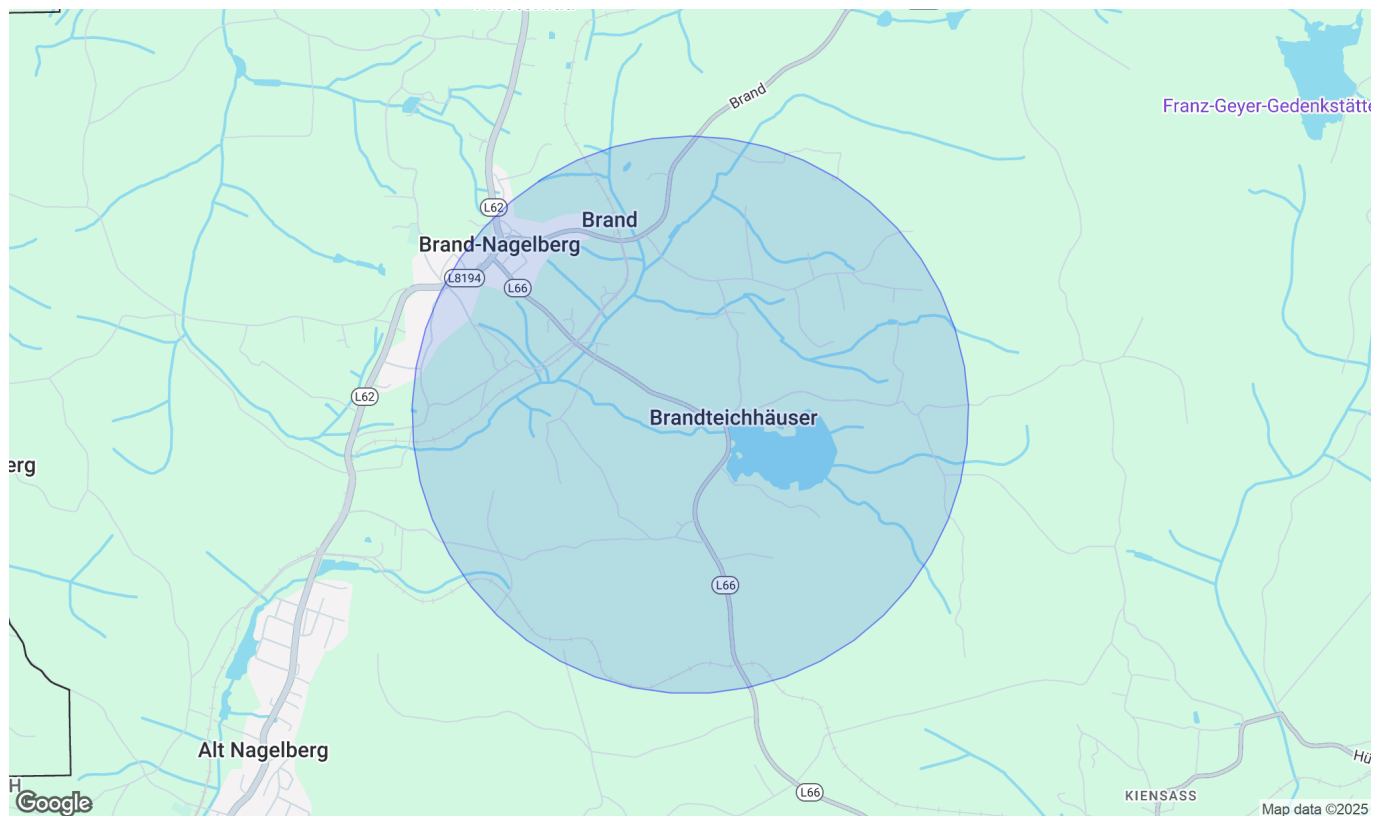 Brand
Franz-Geyer-Gedenkstätte
L62
Brand
Brand-Nagelberg
L8194
L66
L62
Brandteichhäuser
erg
L66
Alt Nagelberg
Hü
H
L66
KIENSASS
Google
Map data ©2025